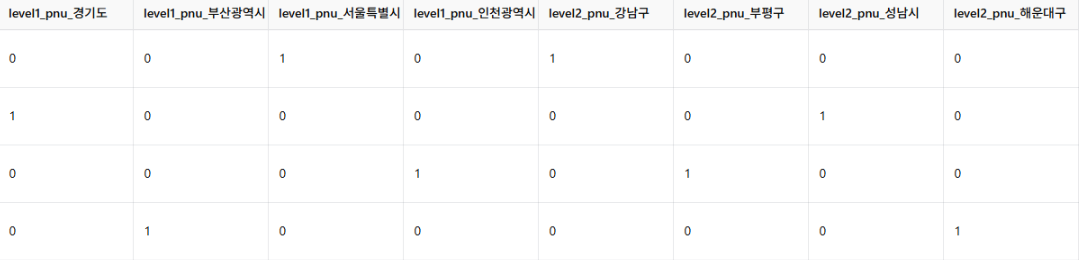 level1_pnu_경기도 level1_pnu_부산광역시 level1_pnu_서울특별시 level1_pnu_인천광역시 level2_pnu_강남구 level2_pnu_부평구 level2_pnu_성남시 level2_pnu_해운대구
0 0 1 0 1 0 0 0
1 0 0 0 0 0 1 0
0 0 0 1 0 1 0 0
0 1 0 0 0 0 0 1